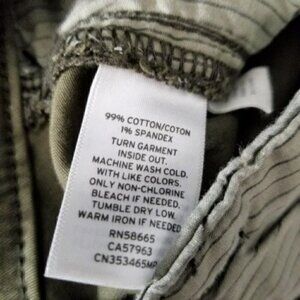 99% COTTON/COTON
1% SPANDEX
TURN GARMENT
INSIDE OUT.
MACHINE WASH COLD.
WITH LIKE COLORS.
ONLY NON-CHLORINE
BLEACH IF NEEDED.
TUMBLE DRY LOW.
WARM IRON IF NEEDED
RN58665
CA57963
CN353465MP